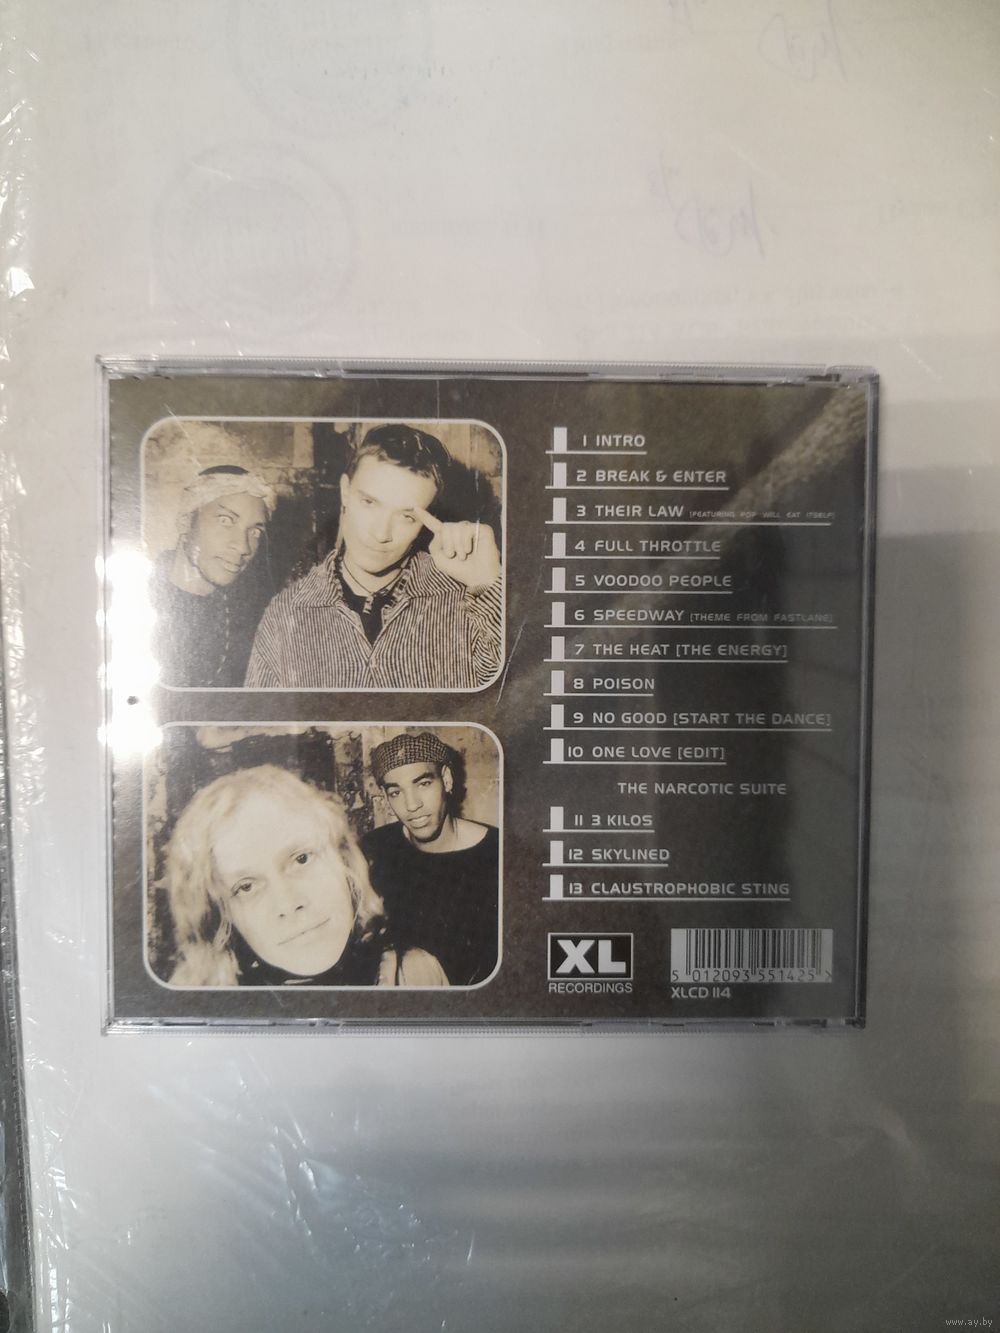 1 INTRO
2 BREAK & ENTER
3 THEIR LAW [FEATURING POP WILL EAT ITSELF]
4 FULL THROTTLE
5 VOODOO PEOPLE
6 SPEEDWAY [THEME FROM FASTLANE]
7 THE HEAT [THE ENERGY]
8 POISON
9 NO GOOD [START THE DANCE]
10 ONE LOVE [EDIT]
THE NARCOTIC SUITE
11 3 KILOS
12 SKYLINED
13 CLAUSTROPHOBIC STING
XL
RECORDINGS
5 012093 551425 >
XLCD 114
www.ay.by